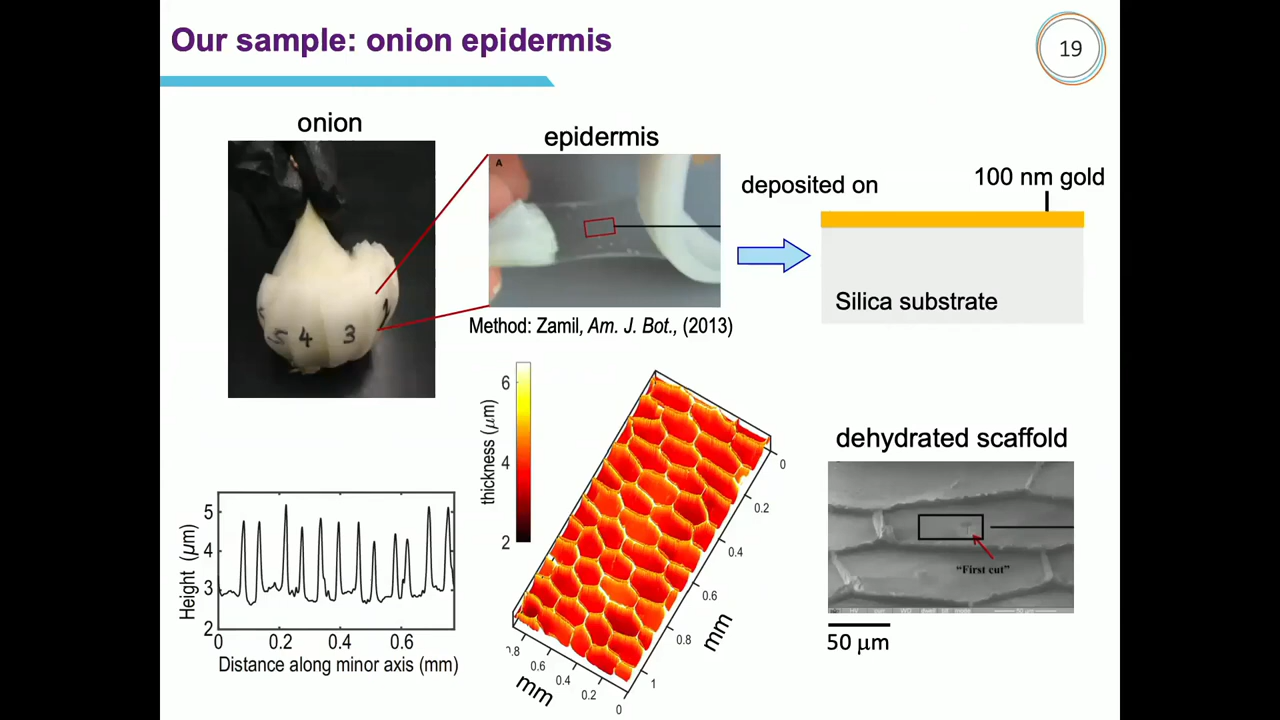 Our sample: onion epidermis
19
onion
epidermis
A
deposited on
100 nm gold
Silica substrate
5
4
3
1
Method: Zamil, Am. J. Bot., (2013)
6
4
2
thickness (μm)
0
0.2
0.4
0.6
0.8
1
mm
0.8
0.6
0.4
0.2
0
mm
dehydrated scaffold
"First cut"
50 μm
5
4
3
2
Height (μm)
0
0.2
0.4
0.6
Distance along minor axis (mm)